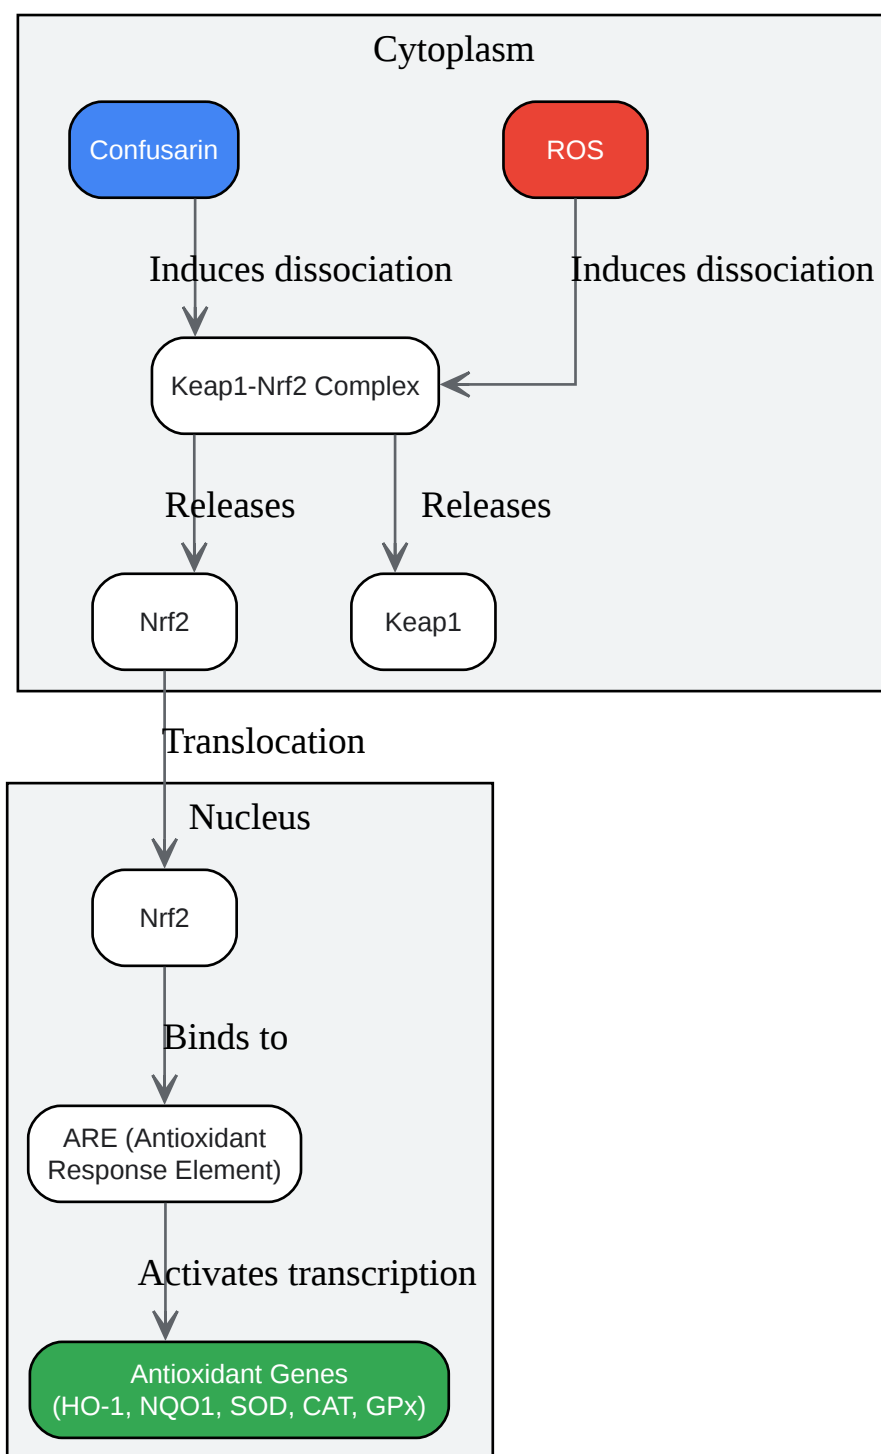 Cytoplasm
Confusarin
ROS
Induces dissociation
Induces dissociation
Keap1-Nrf2 Complex
Releases
Releases
Nrf2
Keap1
Translocation
Nucleus
Nrf2
Binds to
ARE (Antioxidant
Response Element)
Activates transcription
Antioxidant Genes
(HO-1, NQO1, SOD, CAT, GPx)